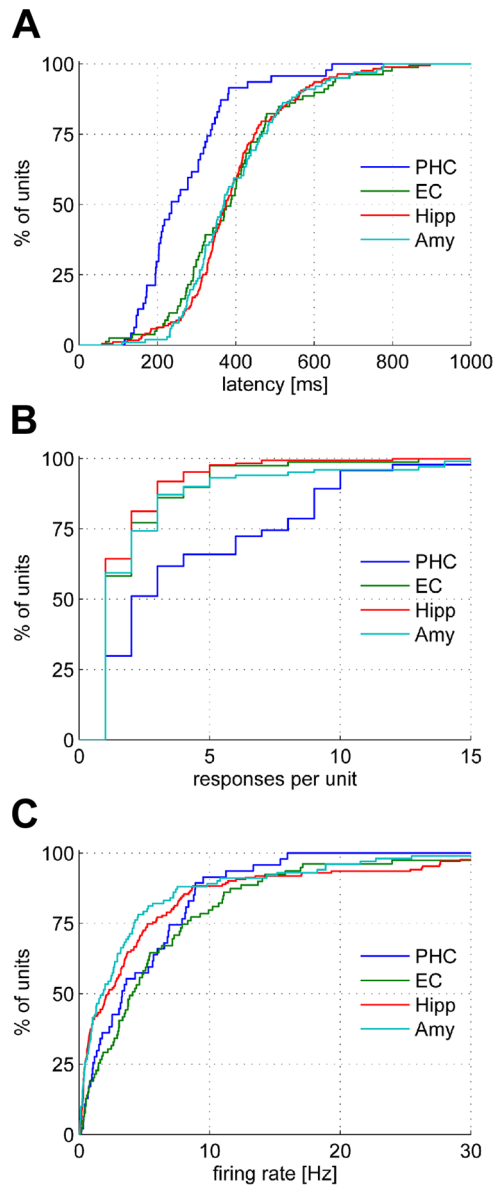 A
100
75
50
25
0
% of units
PHC
EC
Hipp
Amy
0 200 400 600 800 1000
latency [ms]
B
100
75
50
25
0
% of units
PHC
EC
Hipp
Amy
0 5 10 15
responses per unit
C
100
75
50
25
0
% of units
PHC
EC
Hipp
Amy
0 10 20 30
firing rate [Hz]